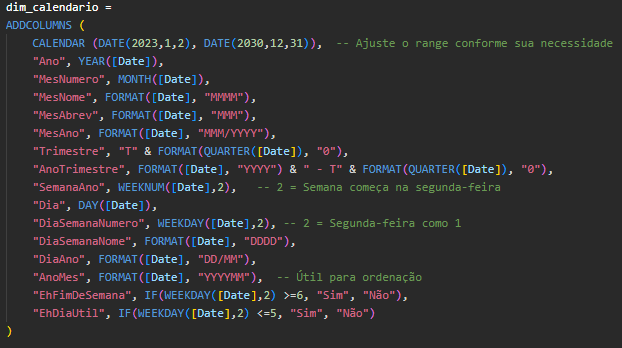 dim_calendario =
ADDCOLUMNS (
CALENDAR (DATE(2023,1,2), DATE(2030,12,31)),  -- Ajuste o range conforme sua necessidade
"Ano", YEAR([Date]),
"MesNumero", MONTH([Date]),
"MesNome", FORMAT([Date], "MMMM"),
"MesAbrev", FORMAT([Date], "MMM"),
"MesAno", FORMAT([Date], "MMM/YYYY"),
"Trimestre", "T" & FORMAT(QUARTER([Date]), "0"),
"AnoTrimestre", FORMAT([Date], "YYYY") & " - T" & FORMAT(QUARTER([Date]), "0"),
"SemanaAno", WEEKNUM([Date],2),   -- 2 = Semana começa na segunda-feira
"Dia", DAY([Date]),
"DiaSemanaNumero", WEEKDAY([Date],2), -- 2 = Segunda-feira como 1
"DiaSemanaNome", FORMAT([Date], "DDDD"),
"DiaAno", FORMAT([Date], "DD/MM"),
"AnoMes", FORMAT([Date], "YYYYMM"),  -- Útil para ordenação
"EhFimDeSemana", IF(WEEKDAY([Date],2) >=6, "Sim", "Não"),
"EhDiaUtil", IF(WEEKDAY([Date],2) <=5, "Sim", "Não")
)